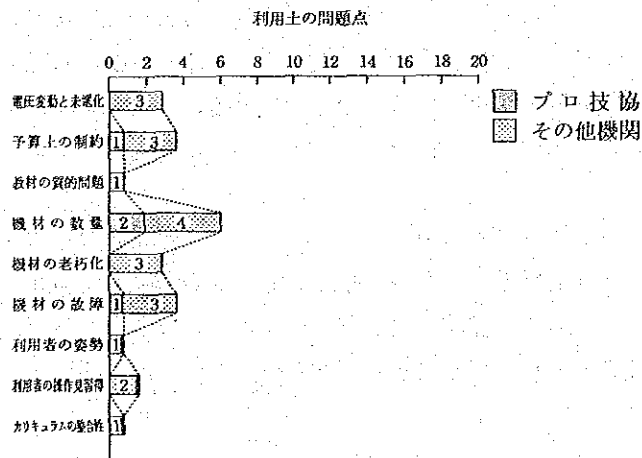 利用土の問題点
0 2 4 6 8 10 12 14 16 18 20
電圧変動と未電化 3
予算上の制約 1 3
教材の質的問題 1
機材の数量 2 4
機材の老朽化 3
機材の故障 1 3
利用者の姿勢 1
利用者の操作見習得 2
カリキュラムの整合性 1
プロ技協
その他機関